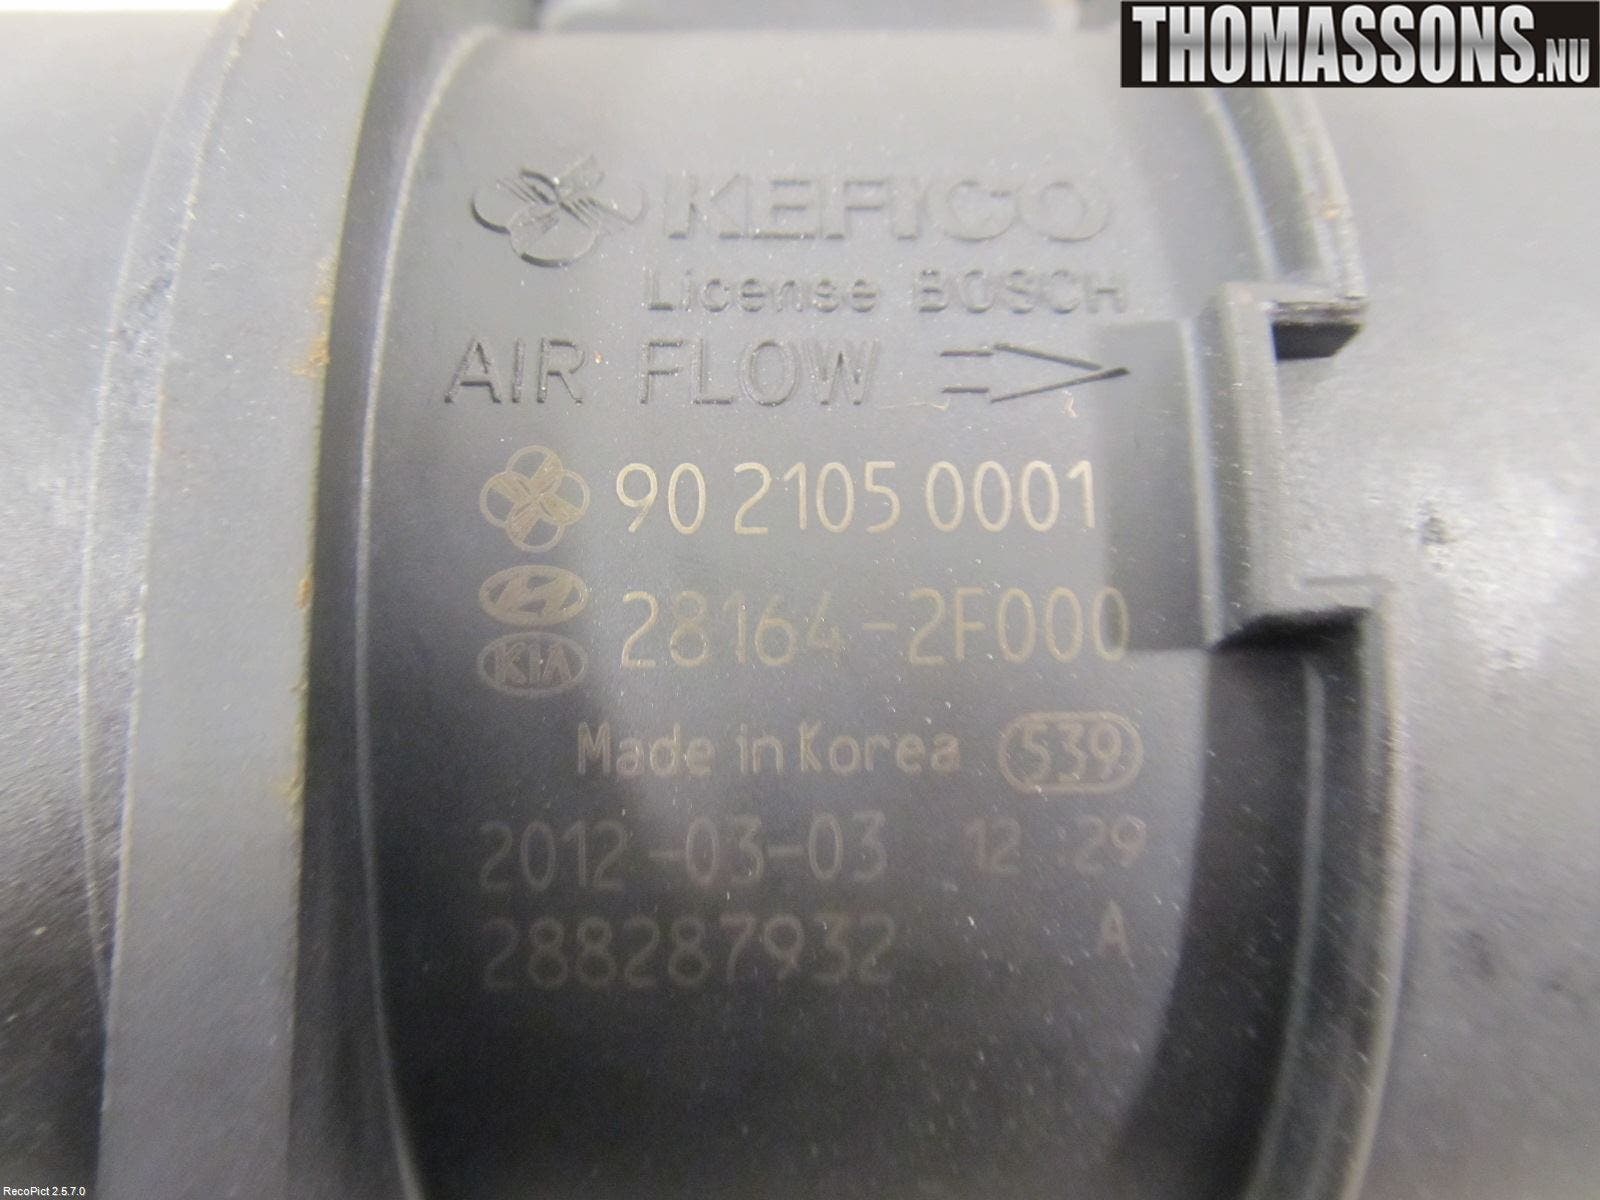 THOMASSONS.NU
KEFICO
License BOSCH
AIR FLOW
90 2105 0001
28164-2F000
KIA
Made in Korea 539
2012-03-03 12:29
288287932 A
RecoPict 2.5.7.0